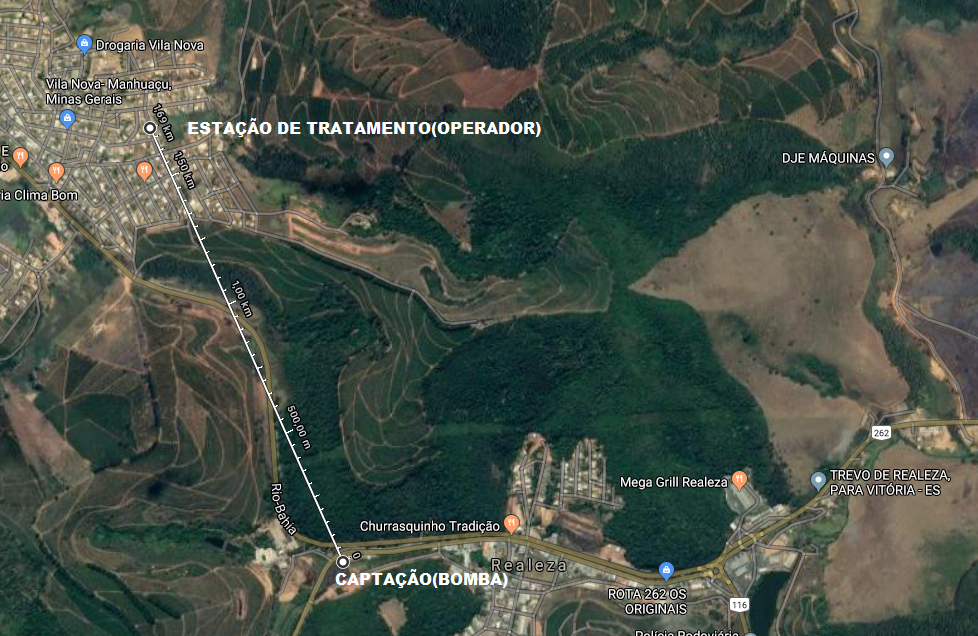 Drogaria Vila Nova
Vila Nova- Manhuaçu,
Minas Gerais
1,69 km
ESTAÇÃO DE TRATAMENTO(OPERADOR)
E
o
1,50 km
DJE MÁQUINAS
ria Clima Bom
1,00 km
500,00 m
262
Mega Grill Realeza
TREVO DE REALEZA,
PARA VITÓRIA - ES
Rio-Bahia
Churrasquinho Tradição
0
Realeza
CAPTAÇÃO(BOMBA)
ROTA 262 OS
ORIGINAIS
116
Polícia Rodoviária